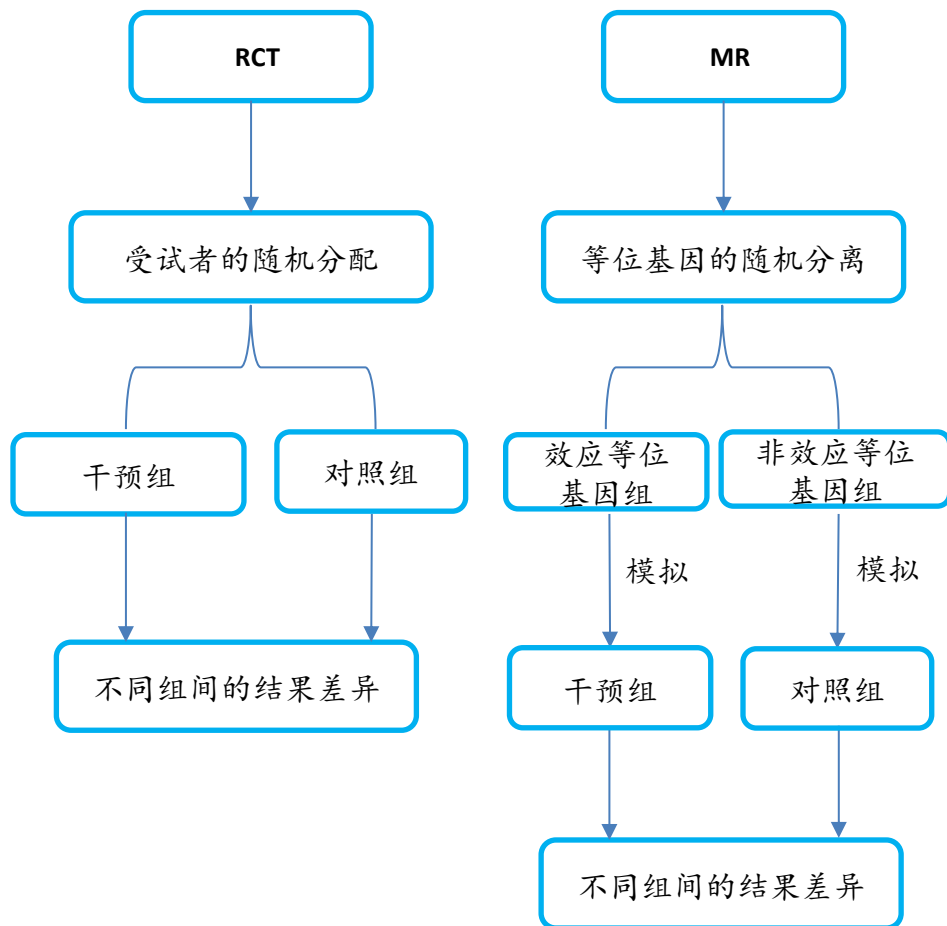 RCT
受试者的随机分配
干预组
对照组
不同组间的结果差异
MR
等位基因的随机分离
效应等位
基因组
非效应等位
基因组
模拟
模拟
干预组
对照组
不同组间的结果差异